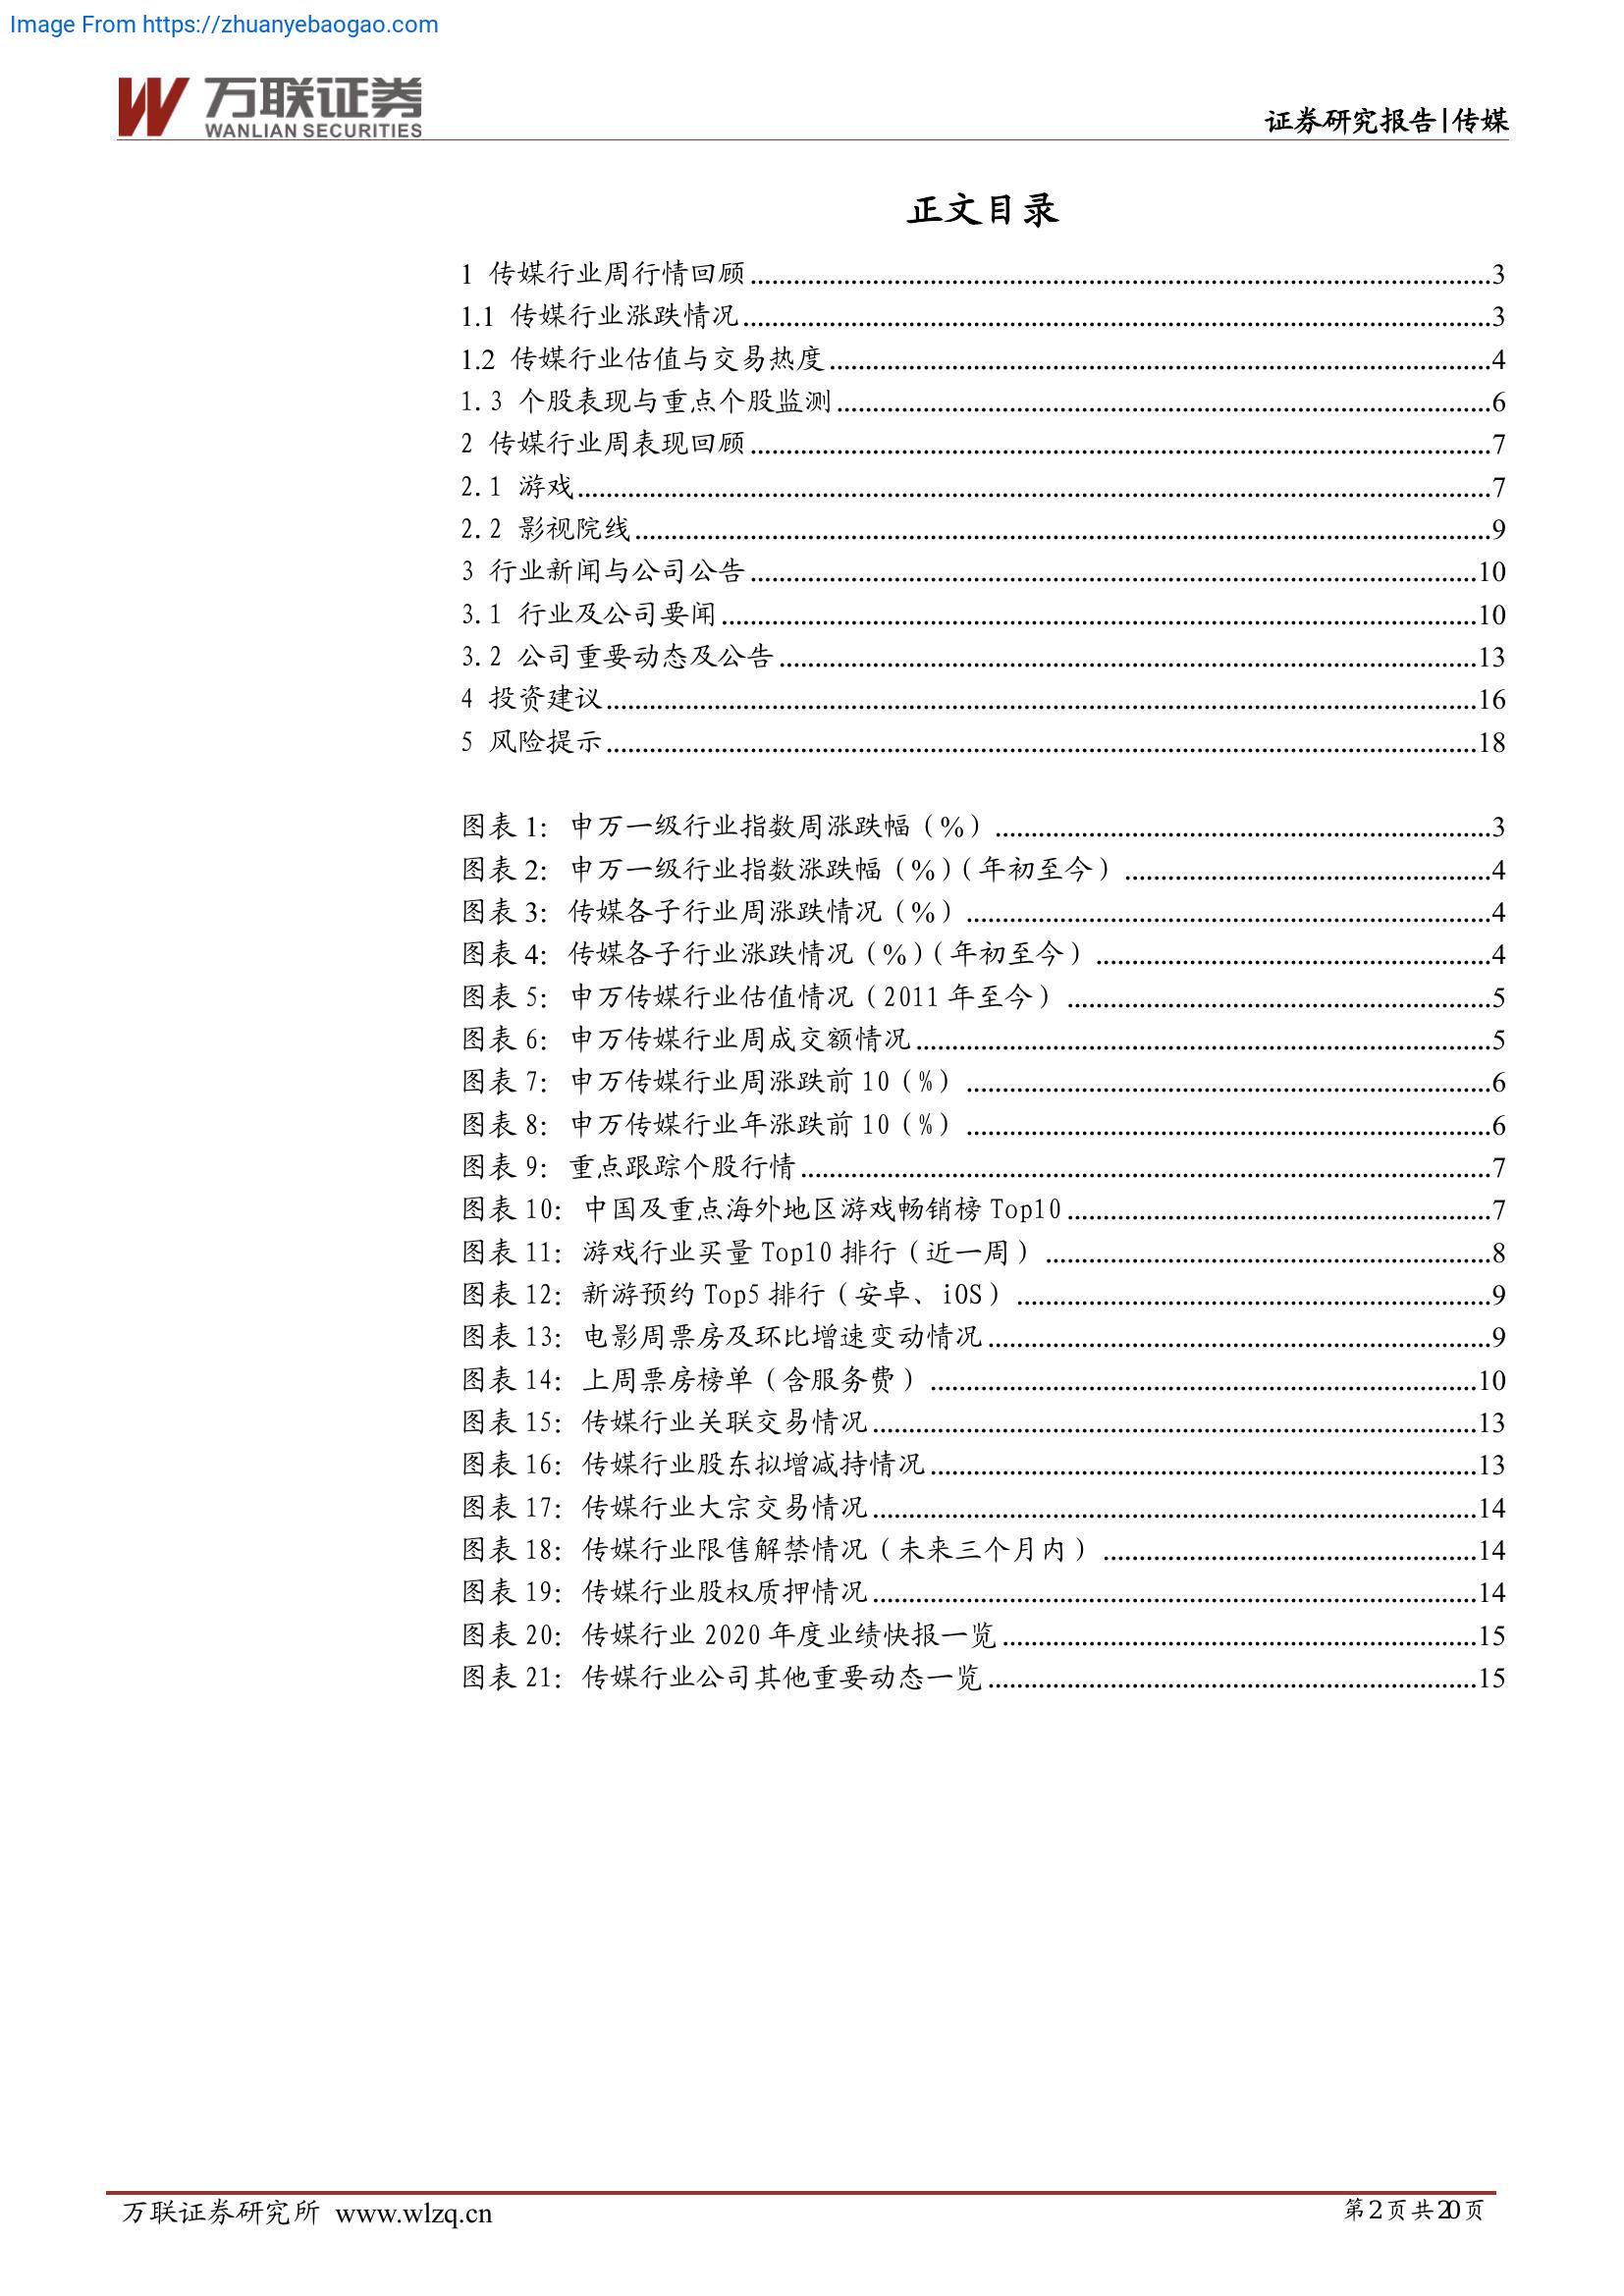 Image From https://zhuanyebaogao.com
万联证券
WANLIAN SECURITIES
证券研究报告|传媒
正文目录
1 传媒行业周行情回顾 3
1.1 传媒行业涨跌情况 3
1.2 传媒行业估值与交易热度 4
1.3 个股表现与重点个股监测 6
2 传媒行业周表现回顾 7
2.1 游戏 7
2.2 影视院线 9
3 行业新闻与公司公告 10
3.1 行业及公司要闻 10
3.2 公司重要动态及公告 13
4 投资建议 16
5 风险提示 18
图表 1: 申万一级行业指数周涨跌幅（%） 3
图表 2: 申万一级行业指数涨跌幅（%）（年初至今） 4
图表 3: 传媒各子行业周涨跌情况（%） 4
图表 4: 传媒各子行业涨跌情况（%）（年初至今） 4
图表 5: 申万传媒行业估值情况（2011 年至今） 5
图表 6: 申万传媒行业周成交额情况 5
图表 7: 申万传媒行业周涨跌前 10（%） 6
图表 8: 申万传媒行业年涨跌前 10（%） 6
图表 9: 重点跟踪个股行情 7
图表 10: 中国及重点海外地区游戏畅销榜 Top10 7
图表 11: 游戏行业买量 Top10 排行（近一周） 8
图表 12: 新游预约 Top5 排行（安卓、iOS） 9
图表 13: 电影周票房及环比增速变动情况 9
图表 14: 上周票房榜单（含服务费） 10
图表 15: 传媒行业关联交易情况 13
图表 16: 传媒行业股东拟增减持情况 13
图表 17: 传媒行业大宗交易情况 14
图表 18: 传媒行业限售解禁情况（未来三个月内） 14
图表 19: 传媒行业股权质押情况 14
图表 20: 传媒行业 2020 年度业绩快报一览 15
图表 21: 传媒行业公司其他重要动态一览 15
万联证券研究所 www.wlzq.cn
第2页共20页